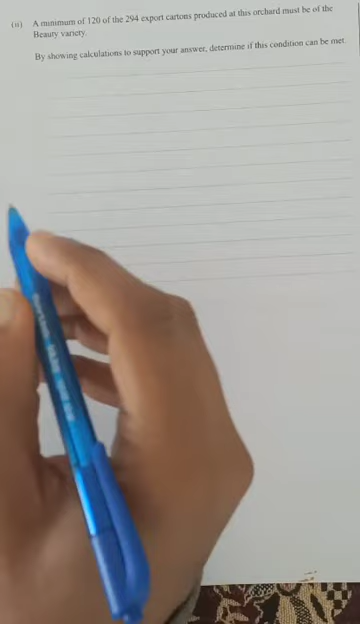 (ii) A minimum of 120 of the 294 export cartons produced at this orchard must be of the
Beauty variety.
By showing calculations to support your answer, determine if this condition can be met.